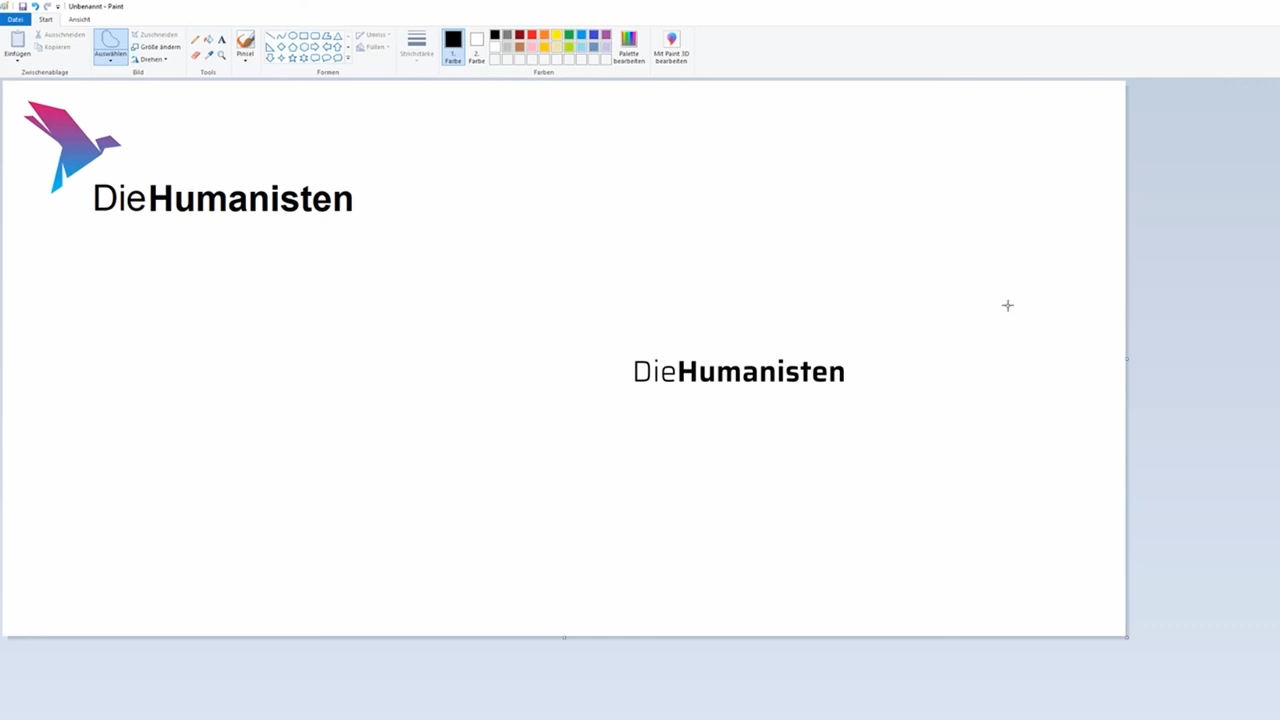 Unbenannt - Paint
Datei Start Ansicht
Einfügen
Ausschneiden
Kopieren
Zwischenablage
Auswählen
Zuschneiden
Größe ändern
Drehen
Bild
A
Tools
Pinsel
Formen
Umriss
Füllen
Strichstärke
1.
Farbe
2.
Farbe
Farben
Palette
bearbeiten
Mit Paint 3D
bearbeiten
DieHumanisten
DieHumanisten